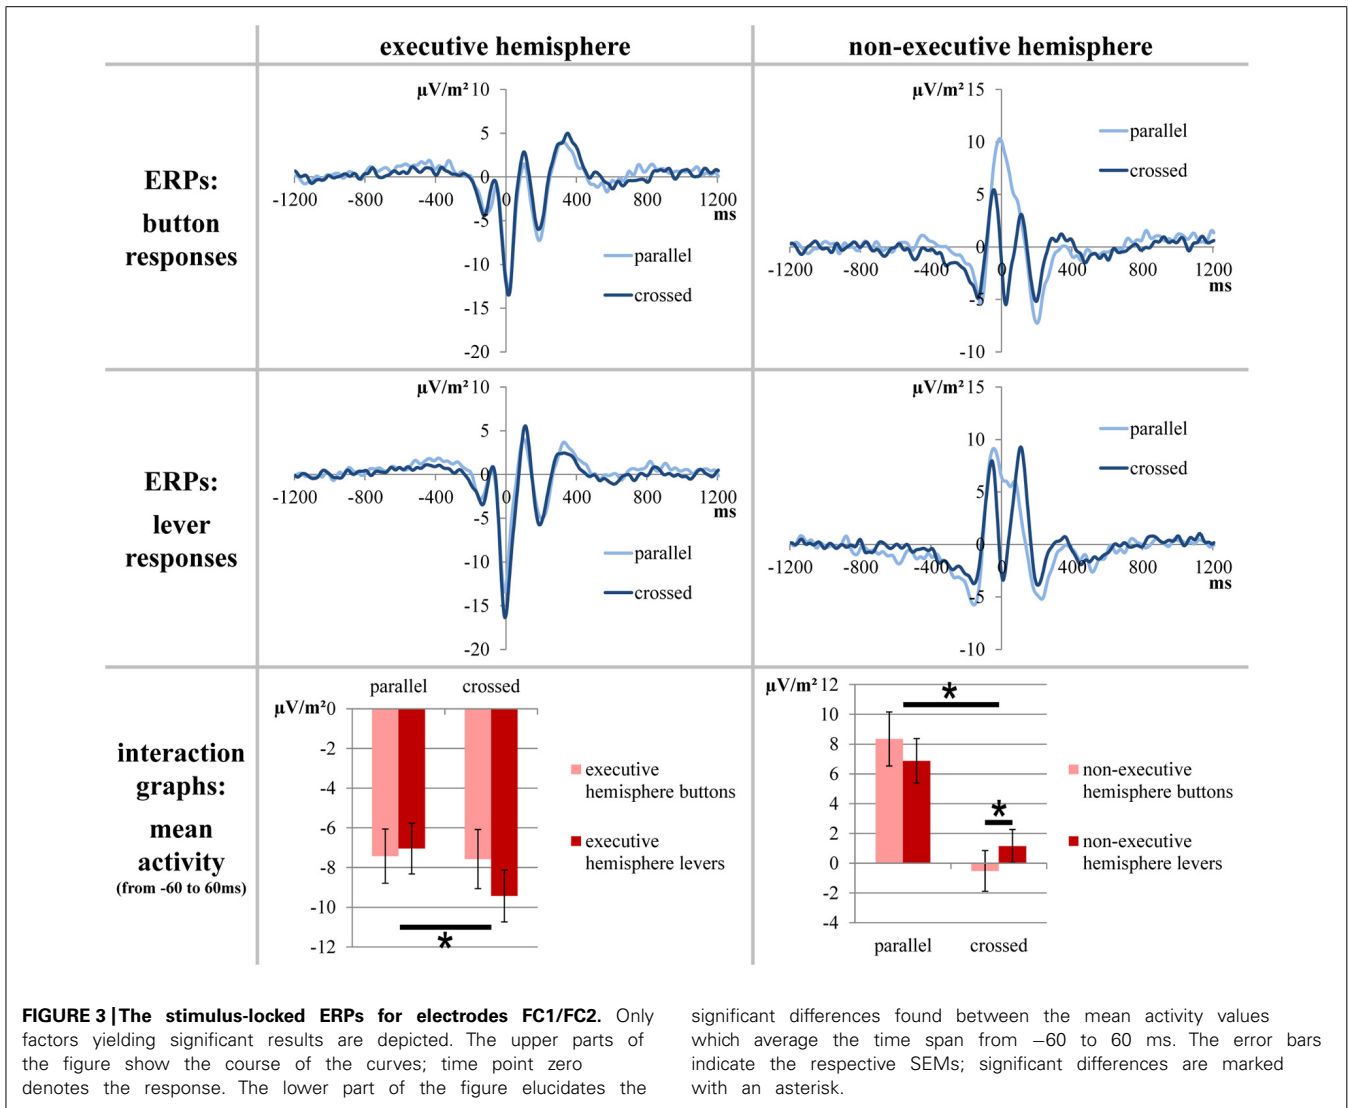 executive hemisphere
non-executive hemisphere
ERPs:
button
responses
µV/m² 10
5
0
-5
-10
-15
-20
-1200 -800 -400 0 400 800 1200
ms
parallel
crossed
µV/m² 15
10
5
0
-5
-10
-1200 -800 -400 0 400 800 1200
ms
parallel
crossed
ERPs:
lever
responses
µV/m² 10
5
0
-5
-10
-15
-20
-1200 -800 -400 0 400 800 1200
ms
parallel
crossed
µV/m² 15
10
5
0
-5
-10
-1200 -800 -400 0 400 800 1200
ms
parallel
crossed
interaction
graphs:
mean
activity
(from -60 to 60ms)
parallel crossed
µV/m² 0
-2
-4
-6
-8
-10
-12
*
executive
hemisphere buttons
executive
hemisphere levers
µV/m² 12
10
8
6
4
2
0
-2
-4
*
*
parallel crossed
non-executive
hemisphere buttons
non-executive
hemisphere levers
FIGURE 3 | The stimulus-locked ERPs for electrodes FC1/FC2. Only
factors yielding significant results are depicted. The upper parts of
the figure show the course of the curves; time point zero
denotes the response. The lower part of the figure elucidates the
significant differences found between the mean activity values
which average the time span from −60 to 60 ms. The error bars
indicate the respective SEMs; significant differences are marked
with an asterisk.